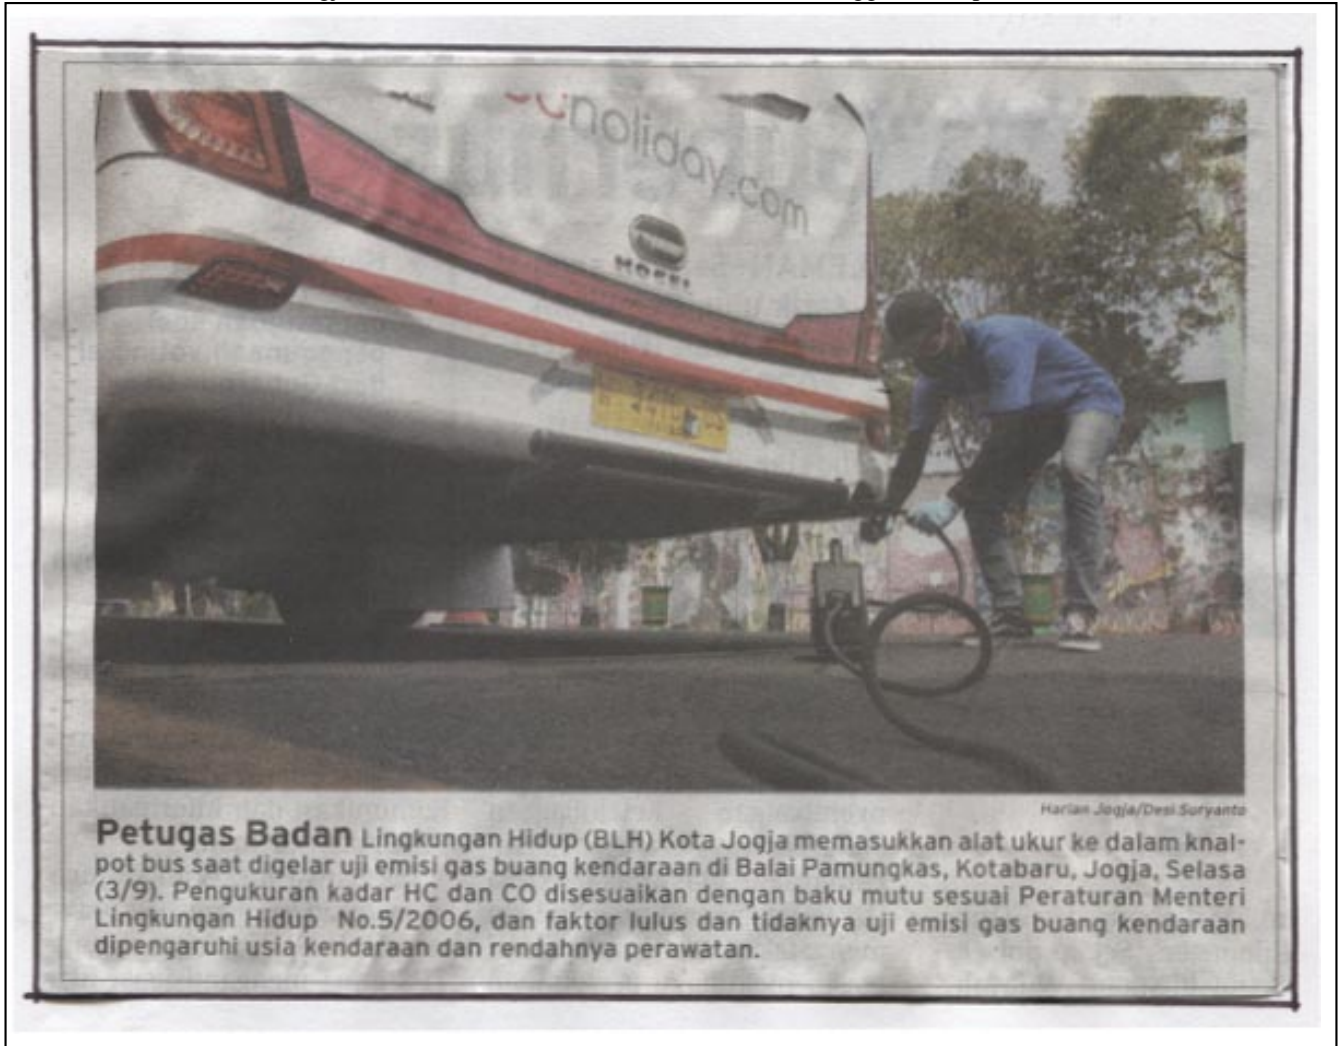 noliday.com
Harian Jogja/Desi Suryanto
Petugas Badan Lingkungan Hidup (BLH) Kota Jogja memasukkan alat ukur ke dalam knal-
pot bus saat digelar uji emisi gas buang kendaraan di Balai Pamungkas, Kotabaru, Jogja, Selasa
(3/9). Pengukuran kadar HC dan CO disesuaikan dengan baku mutu sesuai Peraturan Menteri
Lingkungan Hidup No.5/2006, dan faktor lulus dan tidaknya uji emisi gas buang kendaraan
dipengaruhi usia kendaraan dan rendahnya perawatan.